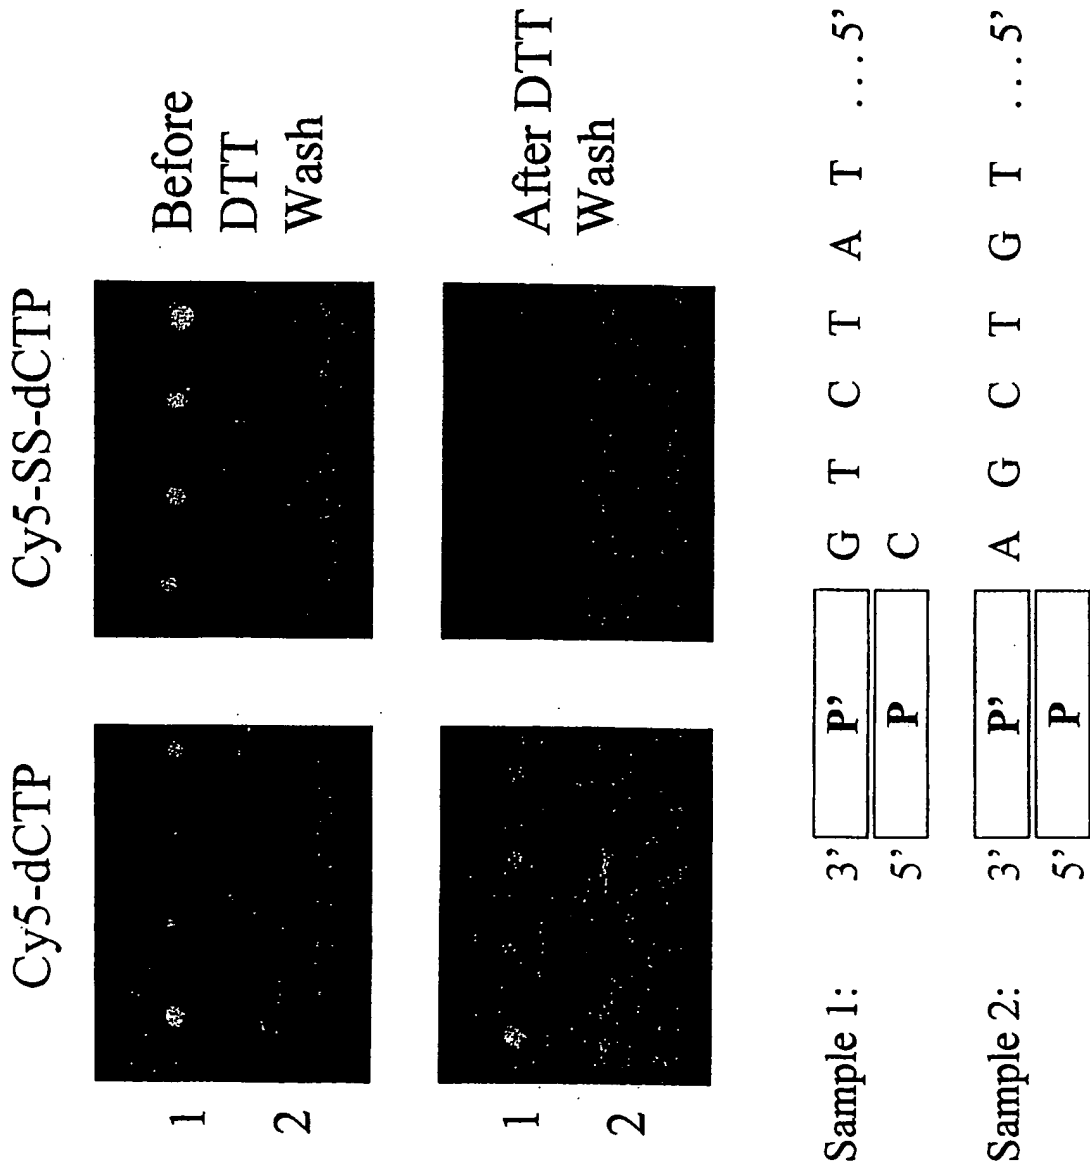 Cy5-dCTP
Cy5-SS-dCTP
1
2
Before
DTT
Wash
1
2
After DTT
Wash
Sample 1:
3’ P’ G T C T A T ...5’
5’ P C
Sample 2:
3’ P’ A G C T G T ...5’
5’ P